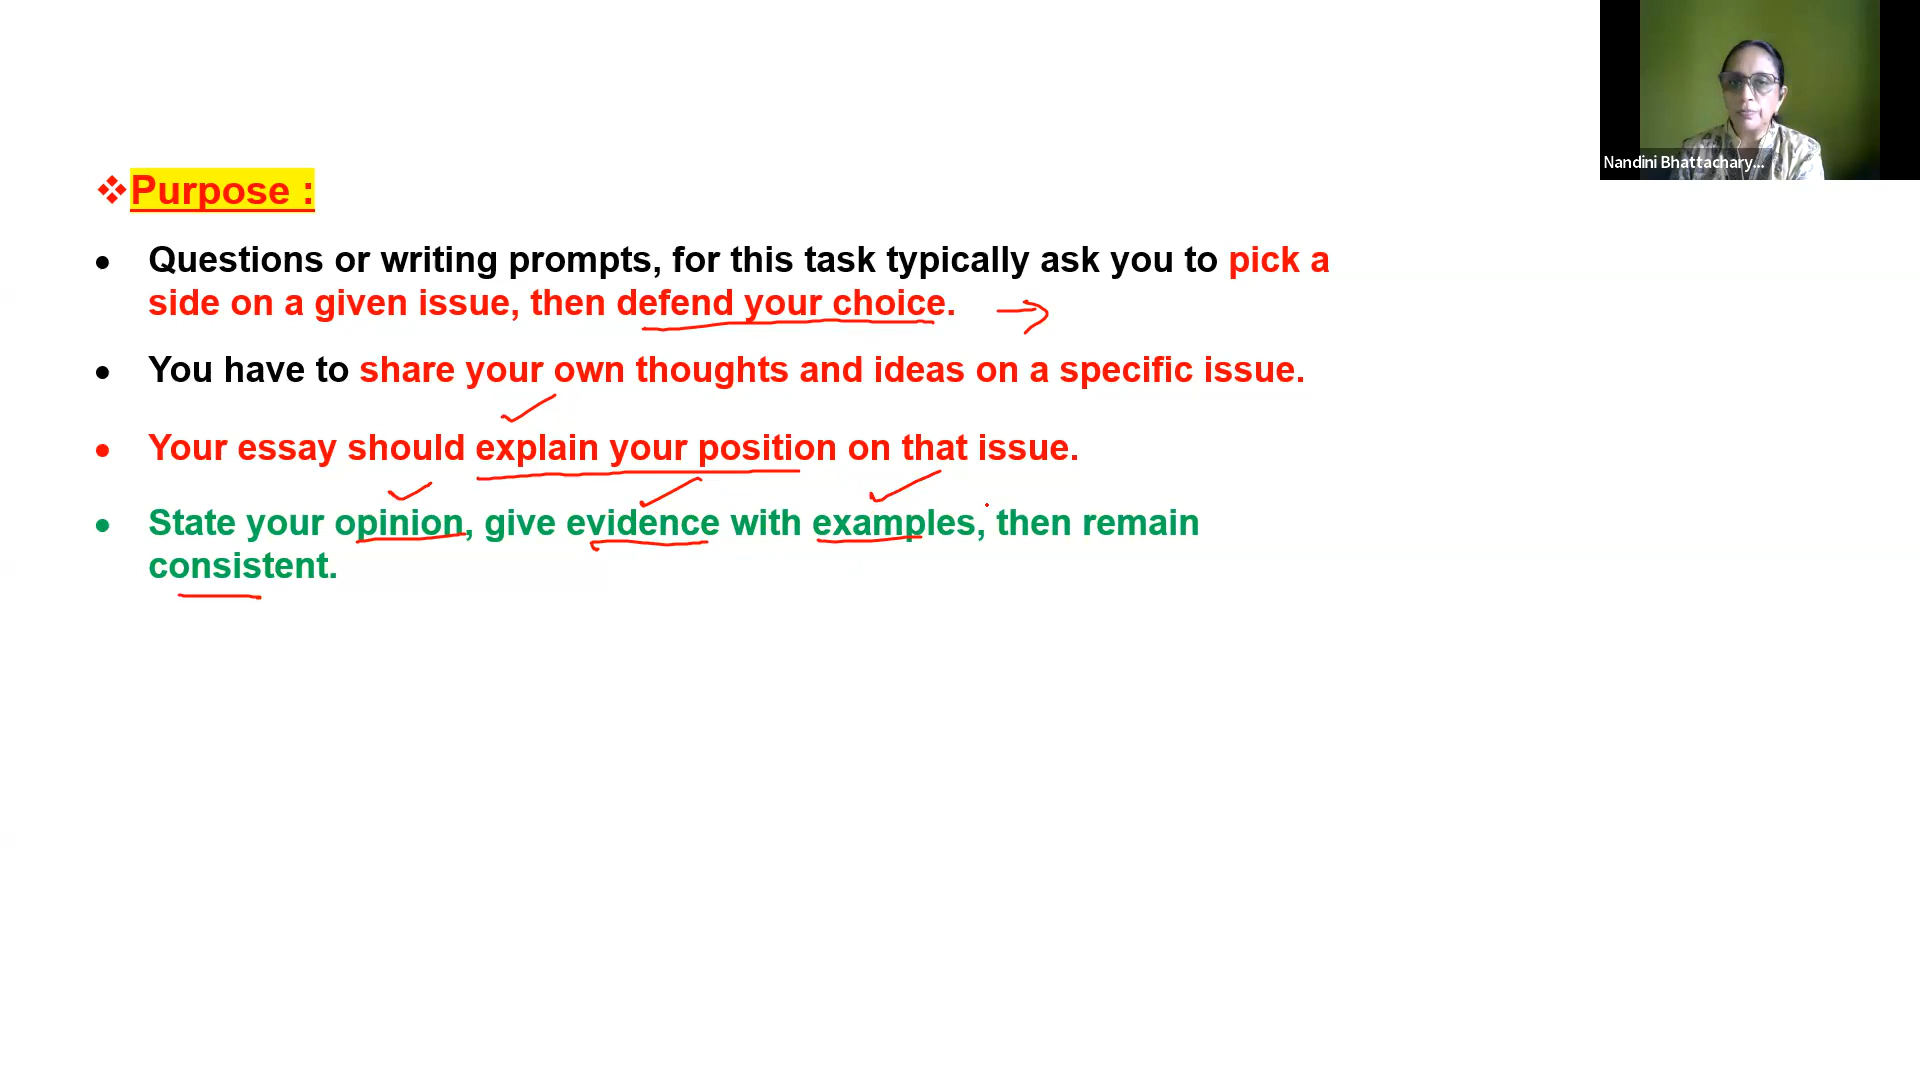 Nandini Bhattachary...
❖Purpose :
• Questions or writing prompts, for this task typically ask you to pick a
side on a given issue, then defend your choice.
• You have to share your own thoughts and ideas on a specific issue.
• Your essay should explain your position on that issue.
• State your opinion, give evidence with examples, then remain
consistent.